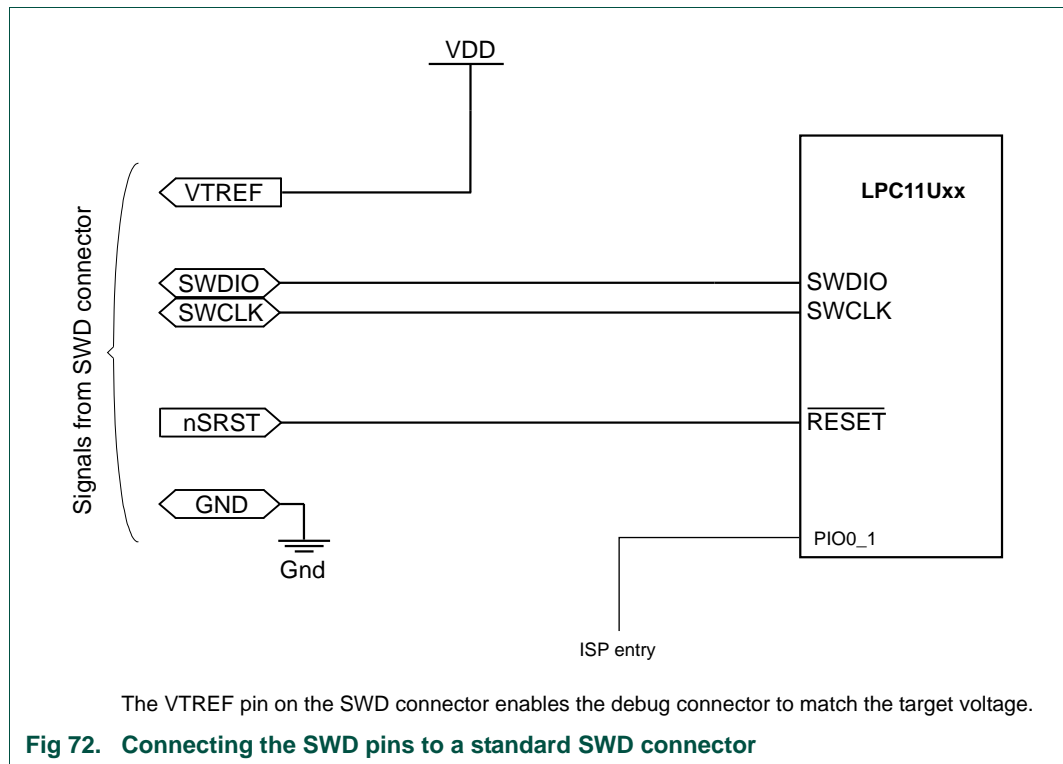 VDD
VTREF
LPC11Uxx
Signals from SWD connector
SWDIO
SWDIO
SWCLK
SWCLK
nSRST
RESET
GND
PIO0_1
Gnd
ISP entry
The VTREF pin on the SWD connector enables the debug connector to match the target voltage.
Fig 72. Connecting the SWD pins to a standard SWD connector